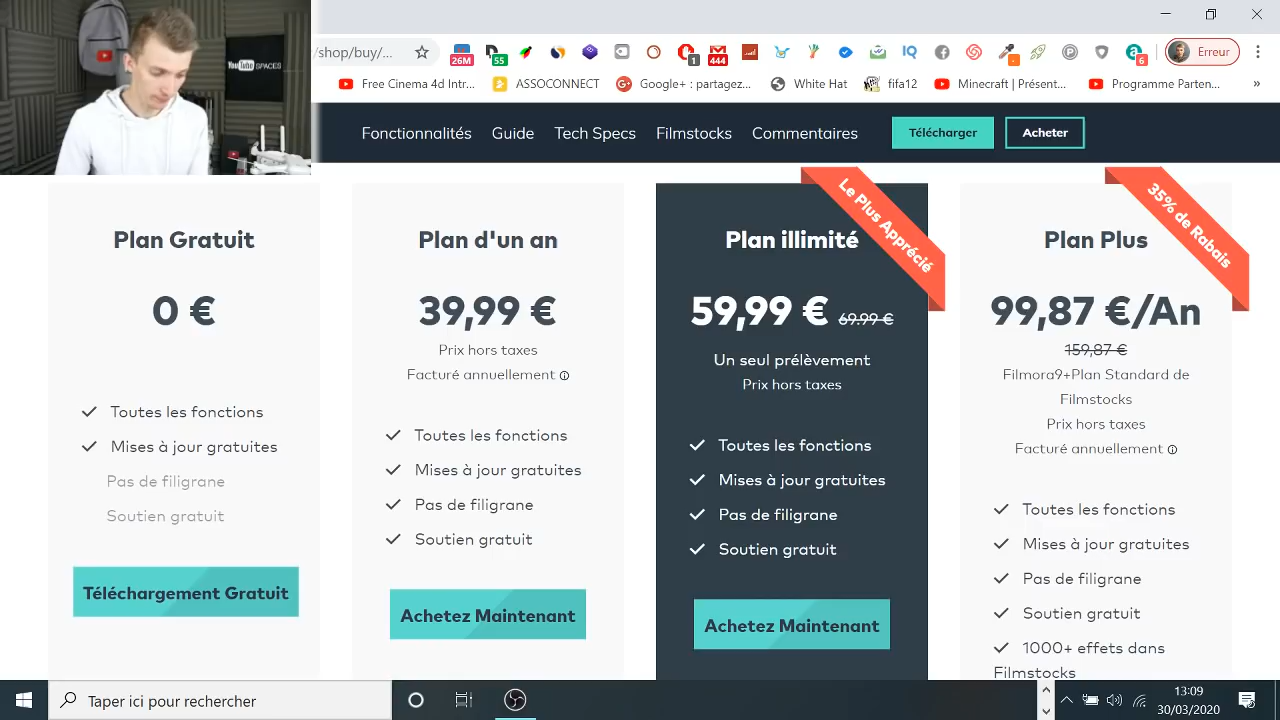 YouTube SPACES
/shop/buy/...
26M
55
1
444
IQ
6
Erreur
Free Cinema 4d Intr...
ASSOCONNECT
Google+ : partagez...
White Hat
fifa12
Minecraft | Présent...
Programme Parten...
»
Fonctionnalités
Guide
Tech Specs
Filmstocks
Commentaires
Télécharger
Acheter
Plan Gratuit
0 €
Toutes les fonctions
Mises à jour gratuites
Pas de filigrane
Soutien gratuit
Téléchargement Gratuit
Plan d'un an
39,99 €
Prix hors taxes
Facturé annuellement
Toutes les fonctions
Mises à jour gratuites
Pas de filigrane
Soutien gratuit
Achetez Maintenant
Le Plus Apprécié
Plan illimité
59,99 € 69.99 €
Un seul prélèvement
Prix hors taxes
Toutes les fonctions
Mises à jour gratuites
Pas de filigrane
Soutien gratuit
Achetez Maintenant
35% de Rabais
Plan Plus
99,87 €/An
159,87 €
Filmora9+Plan Standard de
Filmstocks
Prix hors taxes
Facturé annuellement
Toutes les fonctions
Mises à jour gratuites
Pas de filigrane
Soutien gratuit
1000+ effets dans
Filmstocks
Taper ici pour rechercher
13:09
30/03/2020